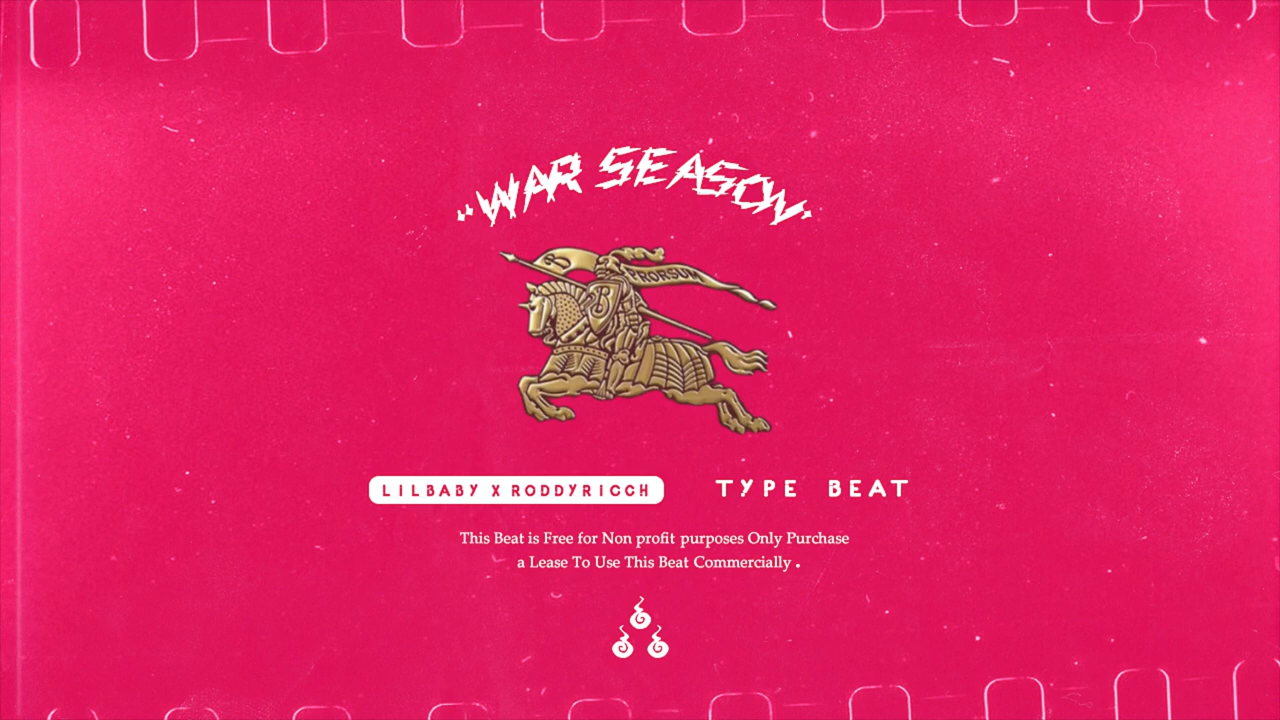 "WAR SEASON"
B
PRORSUM
B
LILBABY X RODDYRICCH
TYPE BEAT
This Beat is Free for Non profit purposes Only Purchase
a Lease To Use This Beat Commercially .